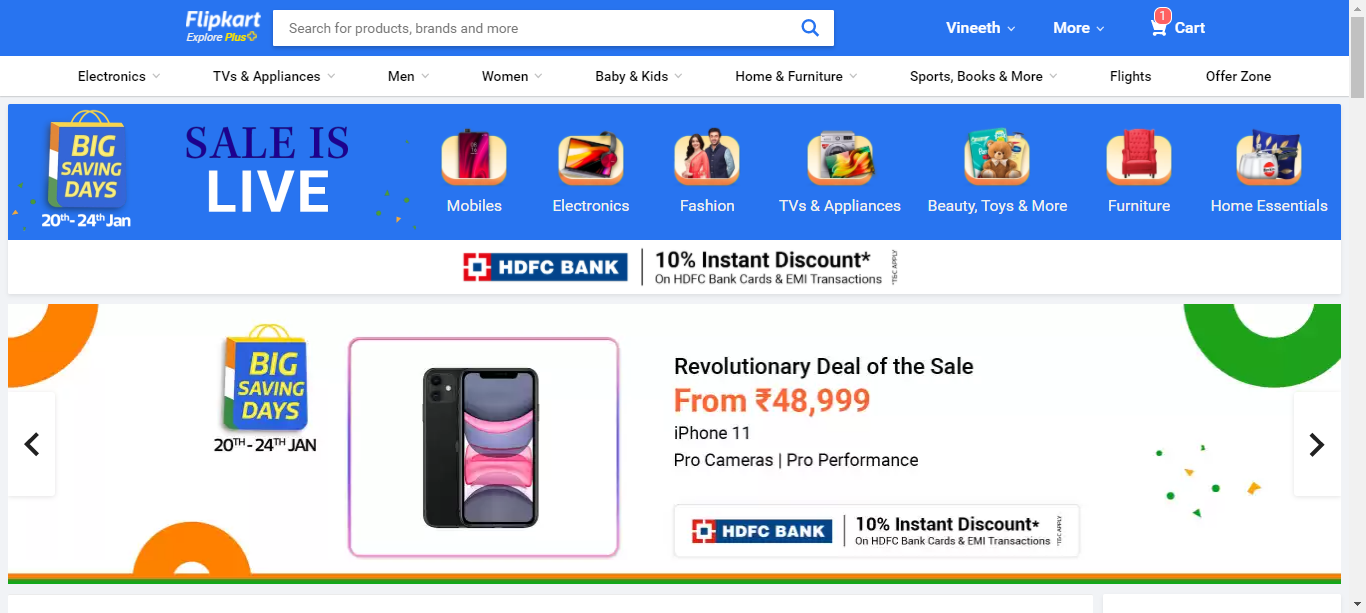 Flipkart
Explore Plus
Search for products, brands and more
Vineeth
More
1
Cart
Electronics
TVs & Appliances
Men
Women
Baby & Kids
Home & Furniture
Sports, Books & More
Flights
Offer Zone
BIG
SAVING
DAYS
20th- 24th Jan
SALE IS
LIVE
Mobiles
Electronics
Fashion
TVs & Appliances
Beauty, Toys & More
Furniture
Home Essentials
HDFC BANK
10% Instant Discount*
On HDFC Bank Cards & EMI Transactions
*T&C APPLY
BIG
SAVING
DAYS
20TH - 24TH JAN
Revolutionary Deal of the Sale
From ₹48,999
iPhone 11
Pro Cameras | Pro Performance
HDFC BANK
10% Instant Discount*
On HDFC Bank Cards & EMI Transactions
*T&C APPLY